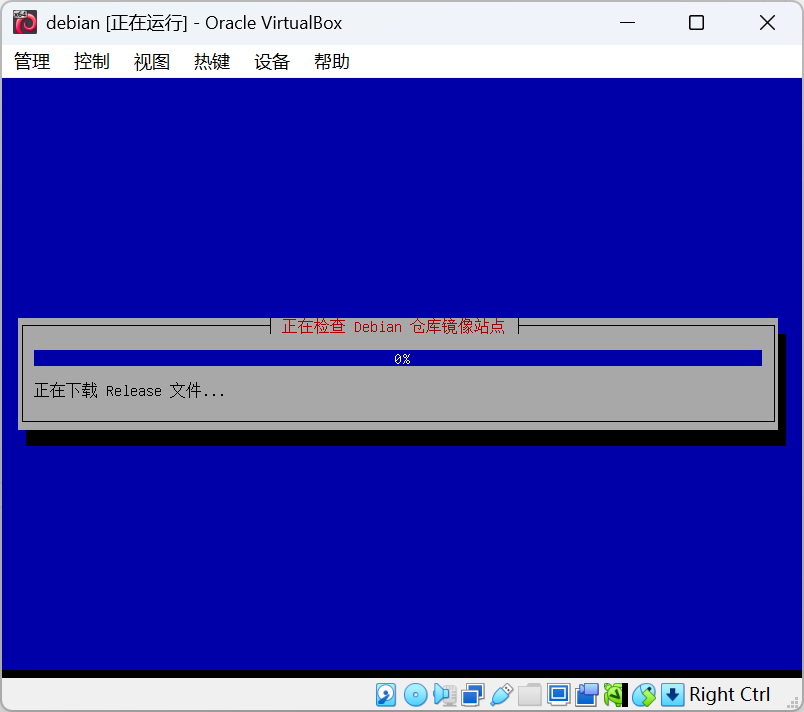 debian [正在运行] - Oracle VirtualBox
管理 控制 视图 热键 设备 帮助
正在检查 Debian 仓库镜像站点
0%
正在下载 Release 文件...
Right Ctrl